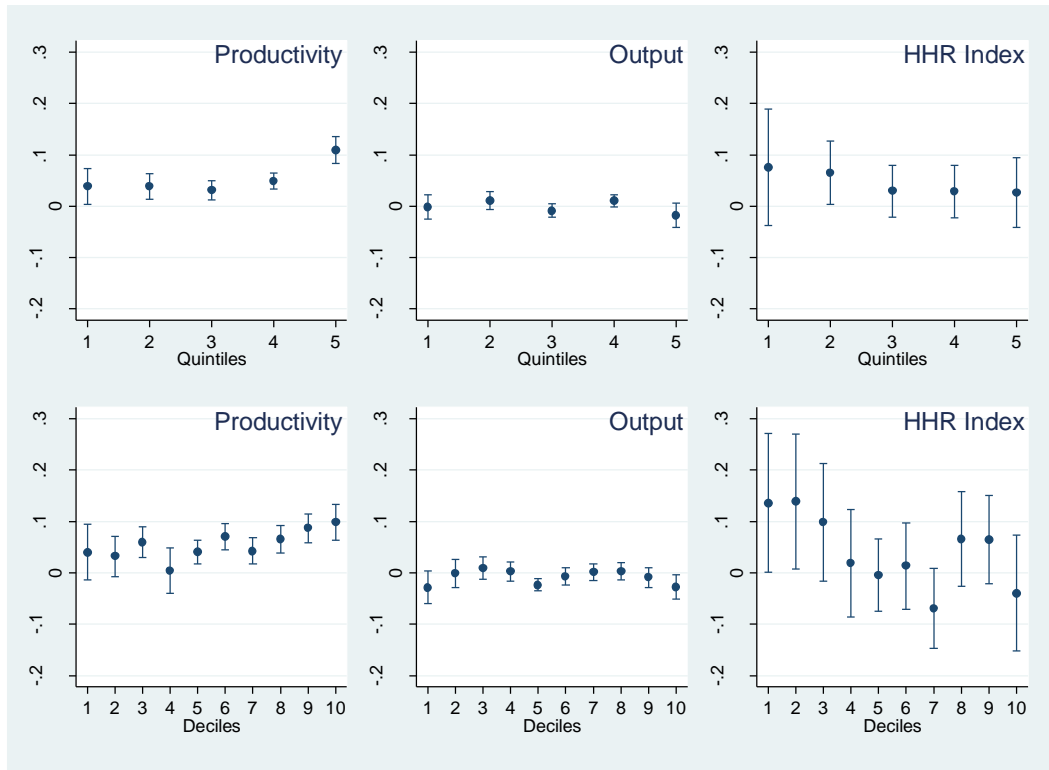 Productivity
.3
.2
.1
0
-.1
-.2
1 2 3 4 5
Quintiles
Output
.3
.2
.1
0
-.1
-.2
1 2 3 4 5
Quintiles
HHR Index
.3
.2
.1
0
-.1
-.2
1 2 3 4 5
Quintiles
Productivity
.3
.2
.1
0
-.1
-.2
1 2 3 4 5 6 7 8 9 10
Deciles
Output
.3
.2
.1
0
-.1
-.2
1 2 3 4 5 6 7 8 9 10
Deciles
HHR Index
.3
.2
.1
0
-.1
-.2
1 2 3 4 5 6 7 8 9 10
Deciles